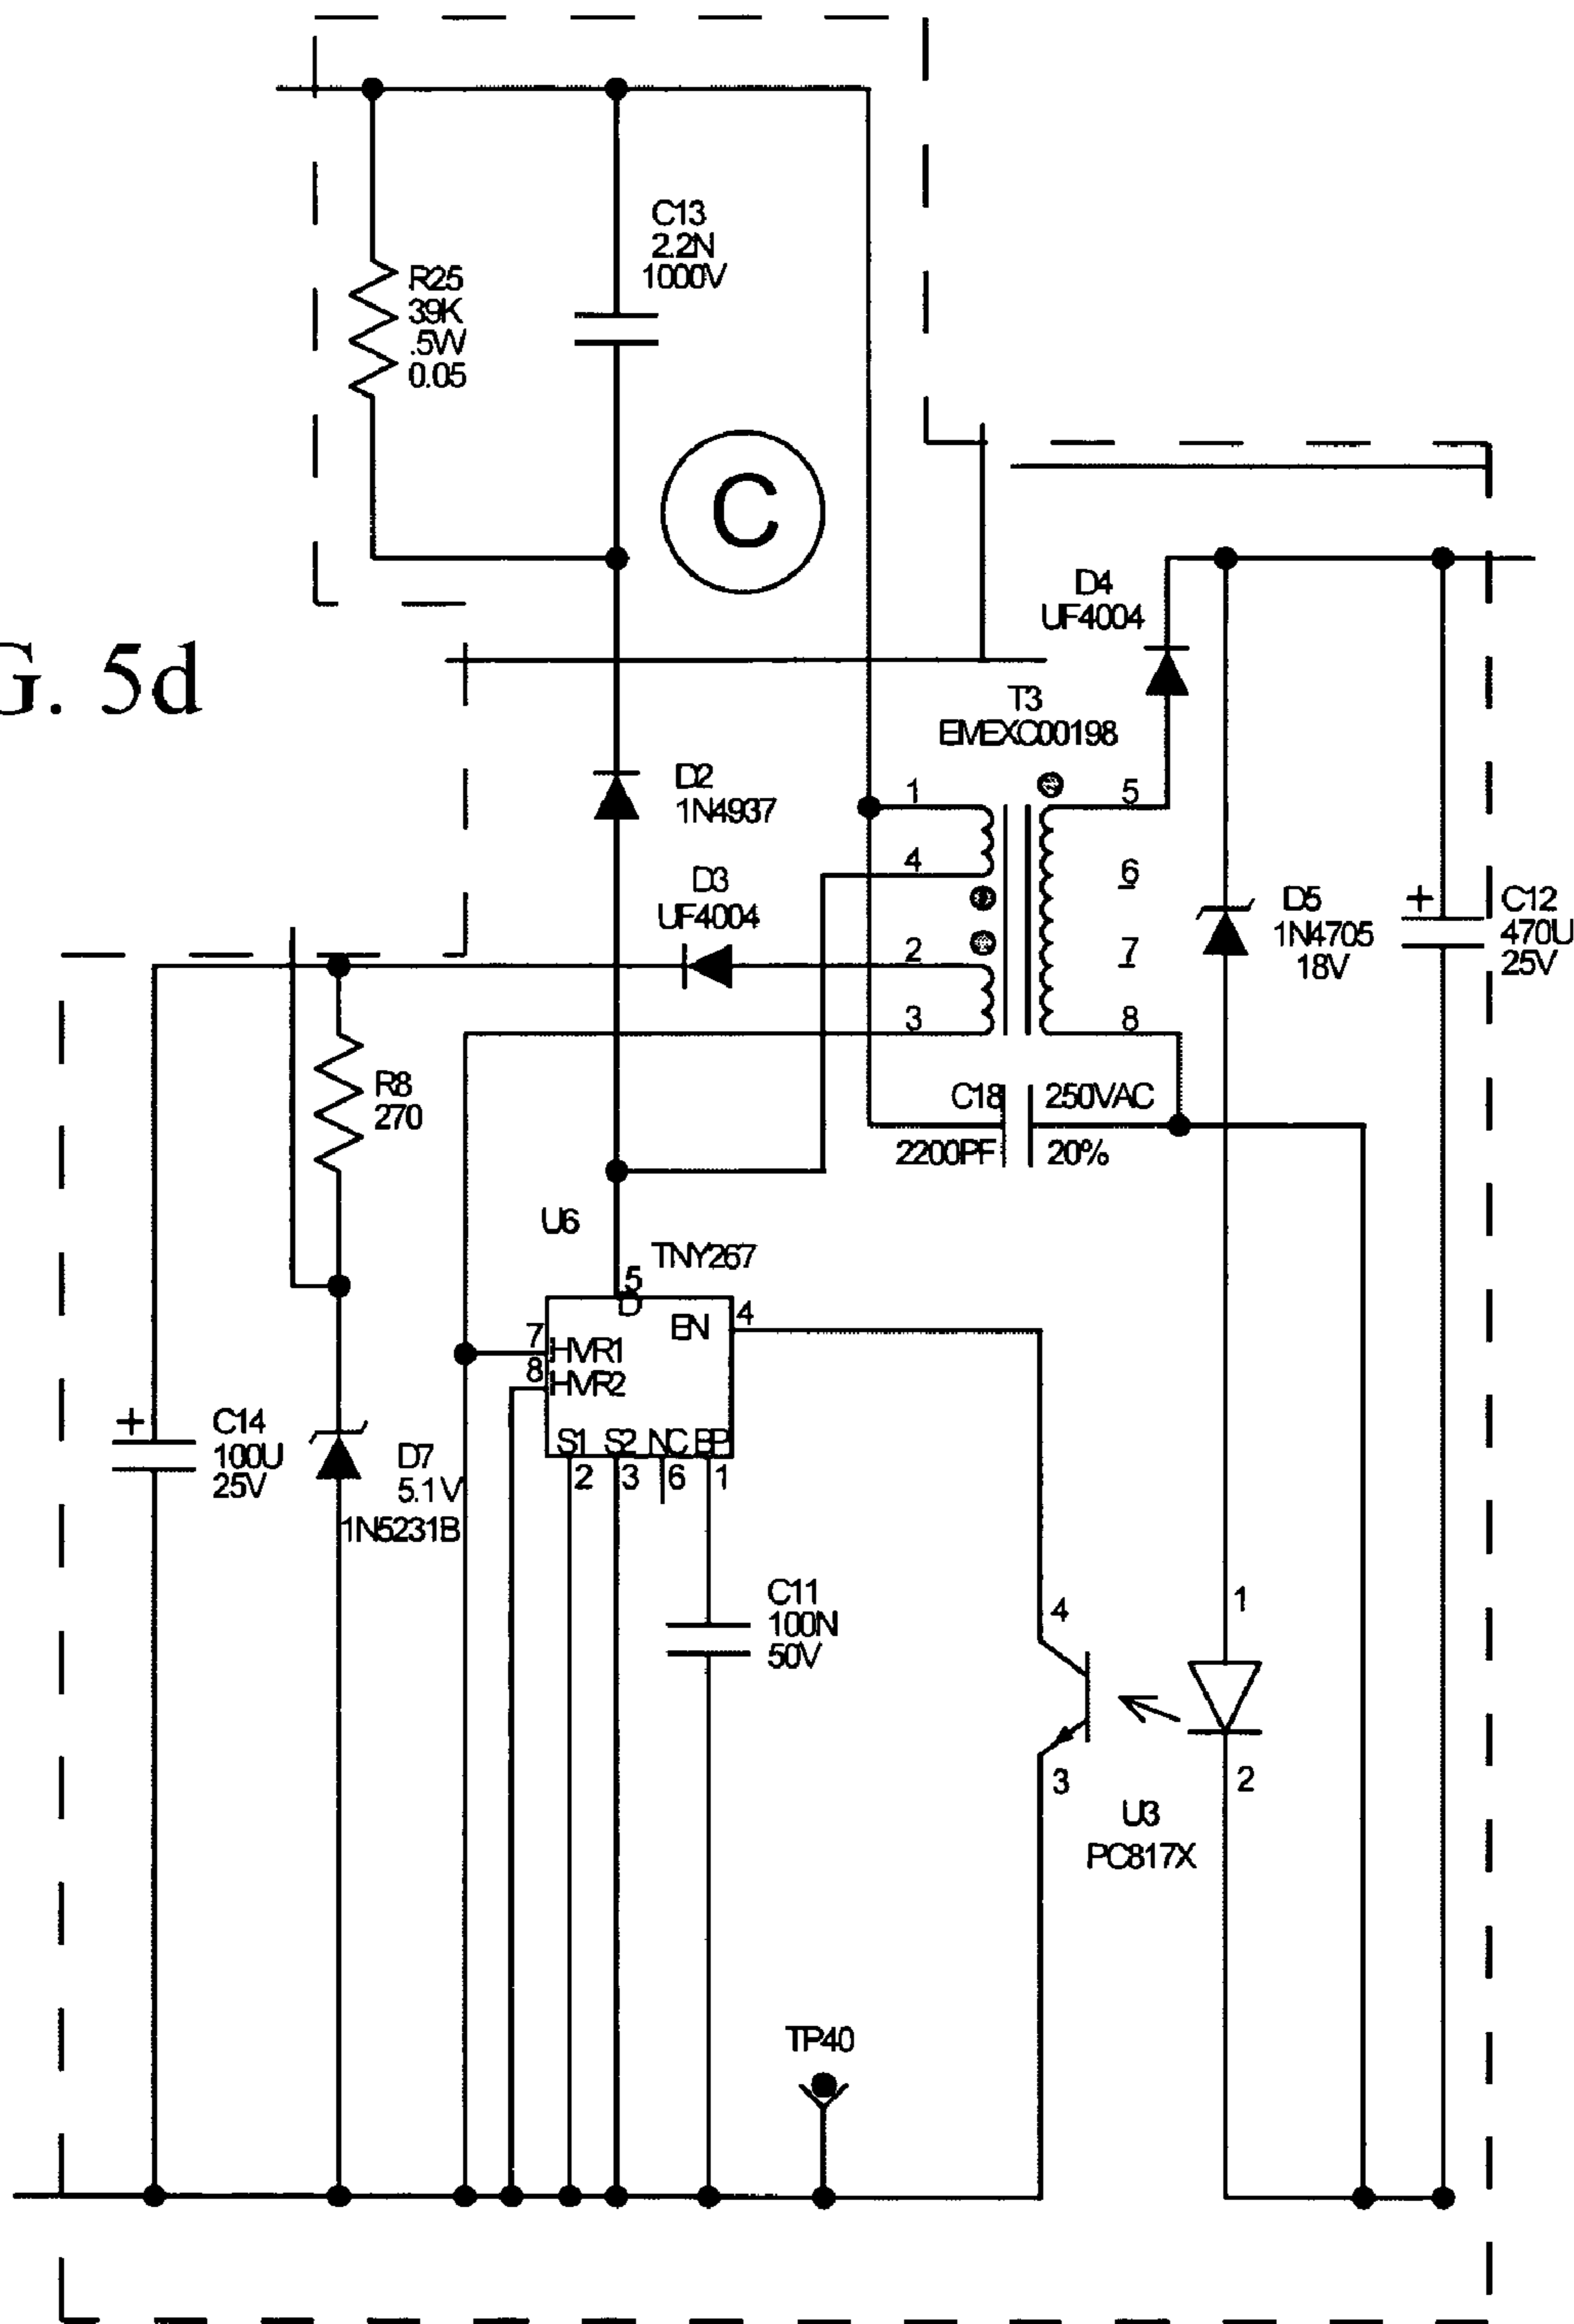 C13
2.2N
1000V
R25
39K
.5W
0.05
C
D4
UF4004
G. 5d
T3
EMEXC00198
D2
1N4937
1
5
4
6
D3
UF4004
D5
1N4705
18V
+
C12
470U
25V
2
7
3
8
R8
270
C18
250VAC
2200PF
20%
U6
TNY267
5
D
EN
4
7
HVR1
8
HVR2
+
C14
100U
25V
S1
S2
NC
BP
2
3
6
1
D7
5.1V
1N5231B
C11
100N
50V
4
1
3
2
U3
PC817X
TP40